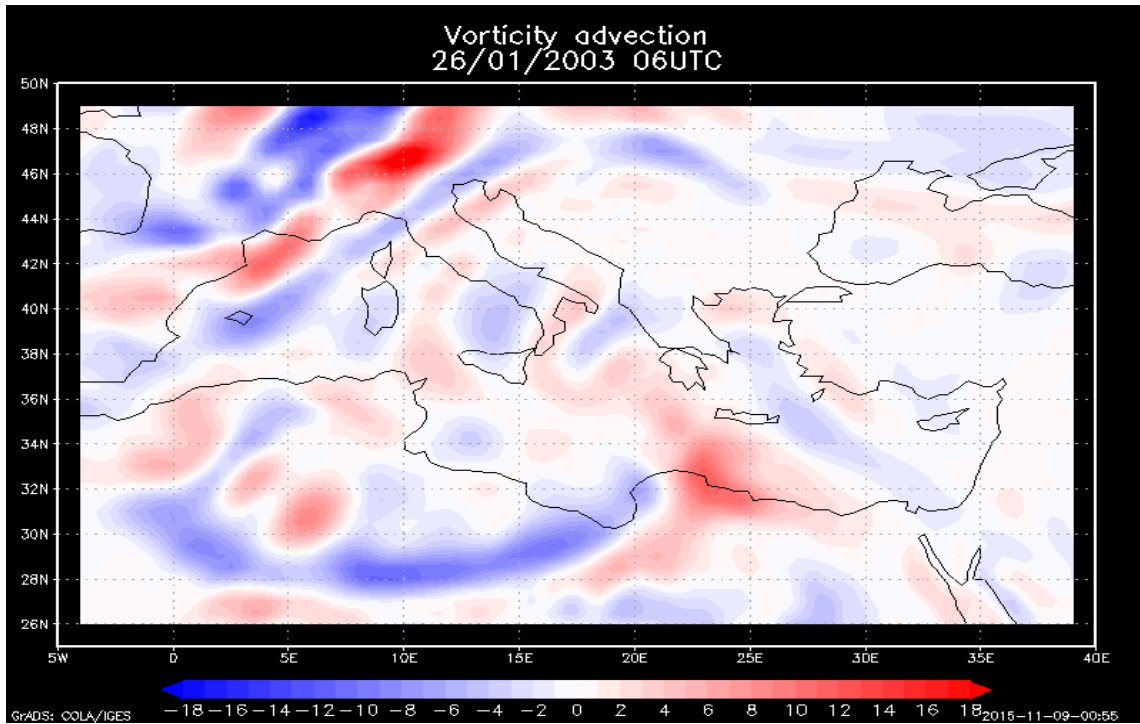 Vorticity advection
26/01/2003 06UTC
50N
48N
46N
44N
42N
40N
38N
36N
34N
32N
30N
28N
26N
5W 0 5E 10E 15E 20E 25E 30E 35E 40E
-18 -16 -14 -12 -10 -8 -6 -4 -2 0 2 4 6 8 10 12 14 16 18
GrADS: COLA/IGES 2015-11-09-00:55